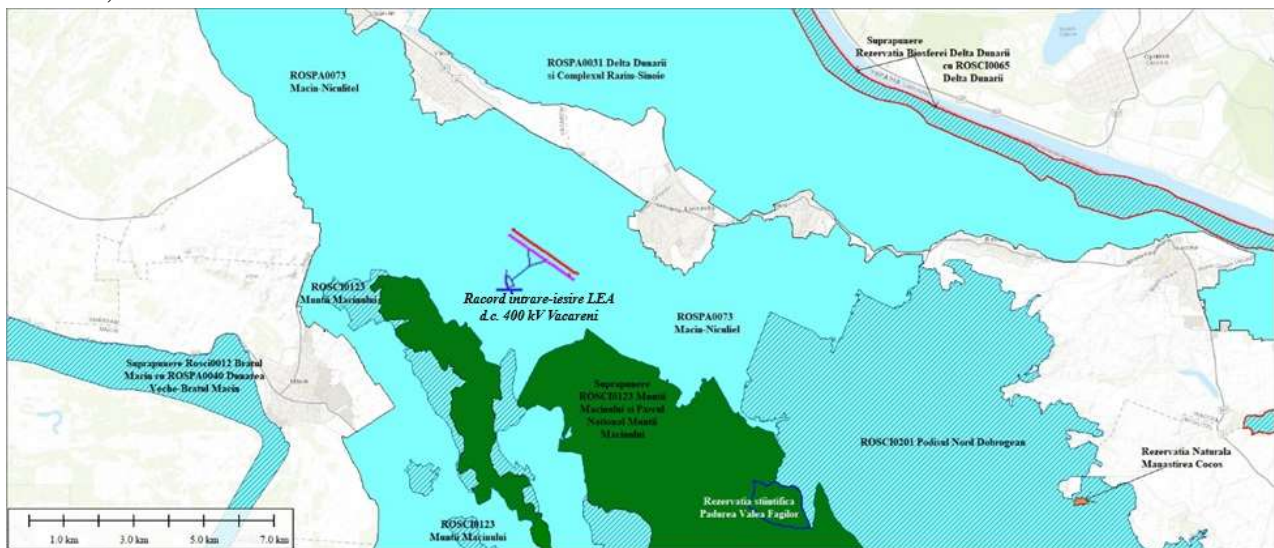 Suprapunere
Rezervatia Biosferei Delta Dunarii
cu ROSCI0065
Delta Dunarii
ROSPA0073
Macin-Niculitel
ROSPA0031 Delta Dunarii
si Complexul Razim-Sinoie
ROSCI0123
Muntii Macinului
Racord intrare-iesire LEA
d.c. 400 kV Vacareni
ROSPA0073
Macin-Niculiel
Suprapunere Rosci0012 Bratul
Macin cu ROSPA0040 Dunarea
Veche-Bratul Macin
Suprapunere
ROSCI0123 Muntii
Macinului si Parcul
National Muntii
Macinului
ROSCI0201 Podisul Nord Dobrogean
Rezervatia Naturala
Manastirea Cocos
Rezervatia stiintifica
Padurea Valea Fagilor
ROSCI0123
Muntii Macinului
1.0 km 3.0 km 5.0 km 7.0 km